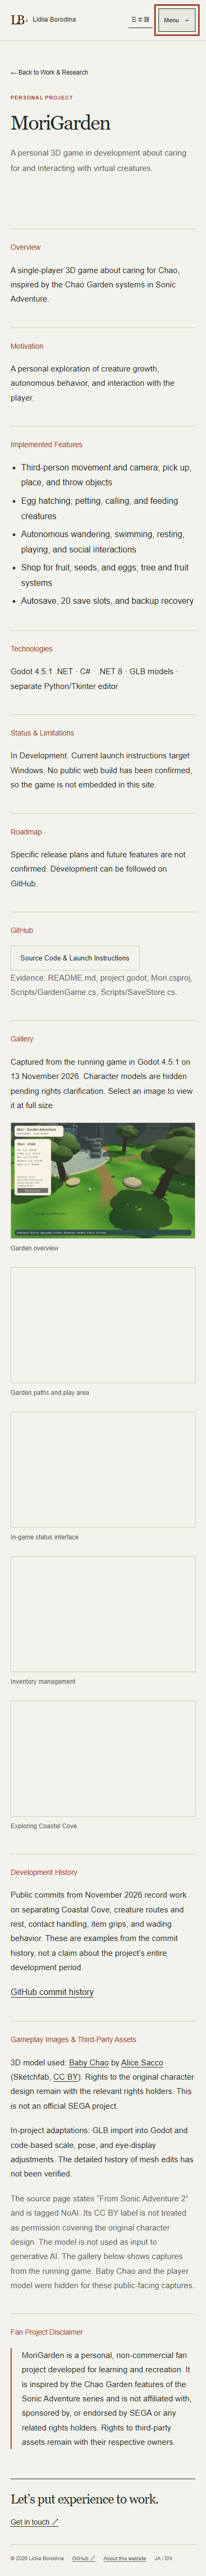 LB. Lidiia Borodina
日本語
Menu
← Back to Work & Research
PERSONAL PROJECT
MoriGarden
A personal 3D game in development about caring
for and interacting with virtual creatures.
Overview
A single-player 3D game about caring for Chao,
inspired by the Chao Garden systems in Sonic
Adventure.
Motivation
A personal exploration of creature growth,
autonomous behavior, and interaction with the
player.
Implemented Features
• Third-person movement and camera; pick up,
place, and throw objects
• Egg hatching; petting, calling, and feeding
creatures
• Autonomous wandering, swimming, resting,
playing, and social interactions
• Shop for fruit, seeds, and eggs; tree and fruit
systems
• Autosave, 20 save slots, and backup recovery
Technologies
Godot 4.5.1 .NET · C# · .NET 8 · GLB models ·
separate Python/Tkinter editor
Status & Limitations
In Development. Current launch instructions target
Windows. No public web build has been confirmed,
so the game is not embedded in this site.
Roadmap
Specific release plans and future features are not
confirmed. Development can be followed on
GitHub.
GitHub
Source Code & Launch Instructions
Evidence: README.md, project.godot, Mori.csproj,
Scripts/GardenGame.cs, Scripts/SaveStore.cs.
Gallery
Captured from the running game in Godot 4.5.1 on
13 November 2026. Character models are hidden
pending rights clarification. Select an image to view
it at full size.
Garden overview
Garden paths and play area
In-game status interface
Inventory management
Exploring Coastal Cove
Development History
Public commits from November 2026 record work
on separating Coastal Cove, creature routes and
rest, contact handling, item grips, and wading
behavior. These are examples from the commit
history, not a claim about the project's entire
development period.
GitHub commit history
Gameplay Images & Third-Party Assets
3D model used: Baby Chao by Alice.Sacco
(Sketchfab, CC BY). Rights to the original character
design remain with the relevant rights holders. This
is not an official SEGA project.
In-project adaptations: GLB import into Godot and
code-based scale, pose, and eye-display
adjustments. The detailed history of mesh edits has
not been verified.
The source page states “From Sonic Adventure 2”
and is tagged NoAI. Its CC BY label is not treated
as permission covering the original character
design. The model is not used as input to
generative AI. The gallery below shows captures
from the running game. Baby Chao and the player
model were hidden for these public-facing captures.
Fan Project Disclaimer
MoriGarden is a personal, non-commercial fan
project developed for learning and recreation. It
is inspired by the Chao Garden features of the
Sonic Adventure series and is not affiliated with,
sponsored by, or endorsed by SEGA or any
related rights holders. Rights to third-party
assets remain with their respective owners.
Let’s put experience to work.
Get in touch ↗
© 2026 Lidiia Borodina GitHub ↗ About this website JA / EN